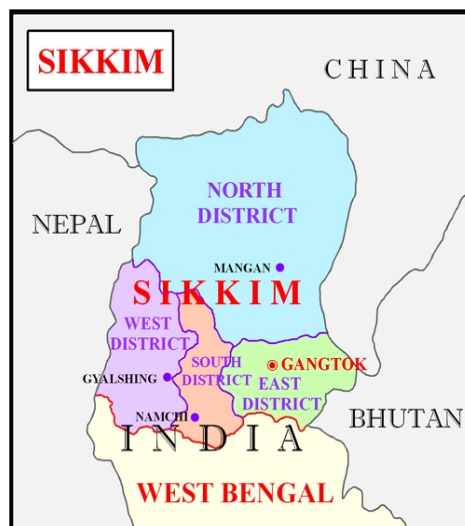 SIKKIM
CHINA
NORTH
DISTRICT
NEPAL
MANGAN
SIKKIM
WEST
DISTRICT
SOUTH
DISTRICT
GANGTOK
GYALSHING
EAST
DISTRICT
NAMCHI
BHUTAN
INDIA
WEST BENGAL